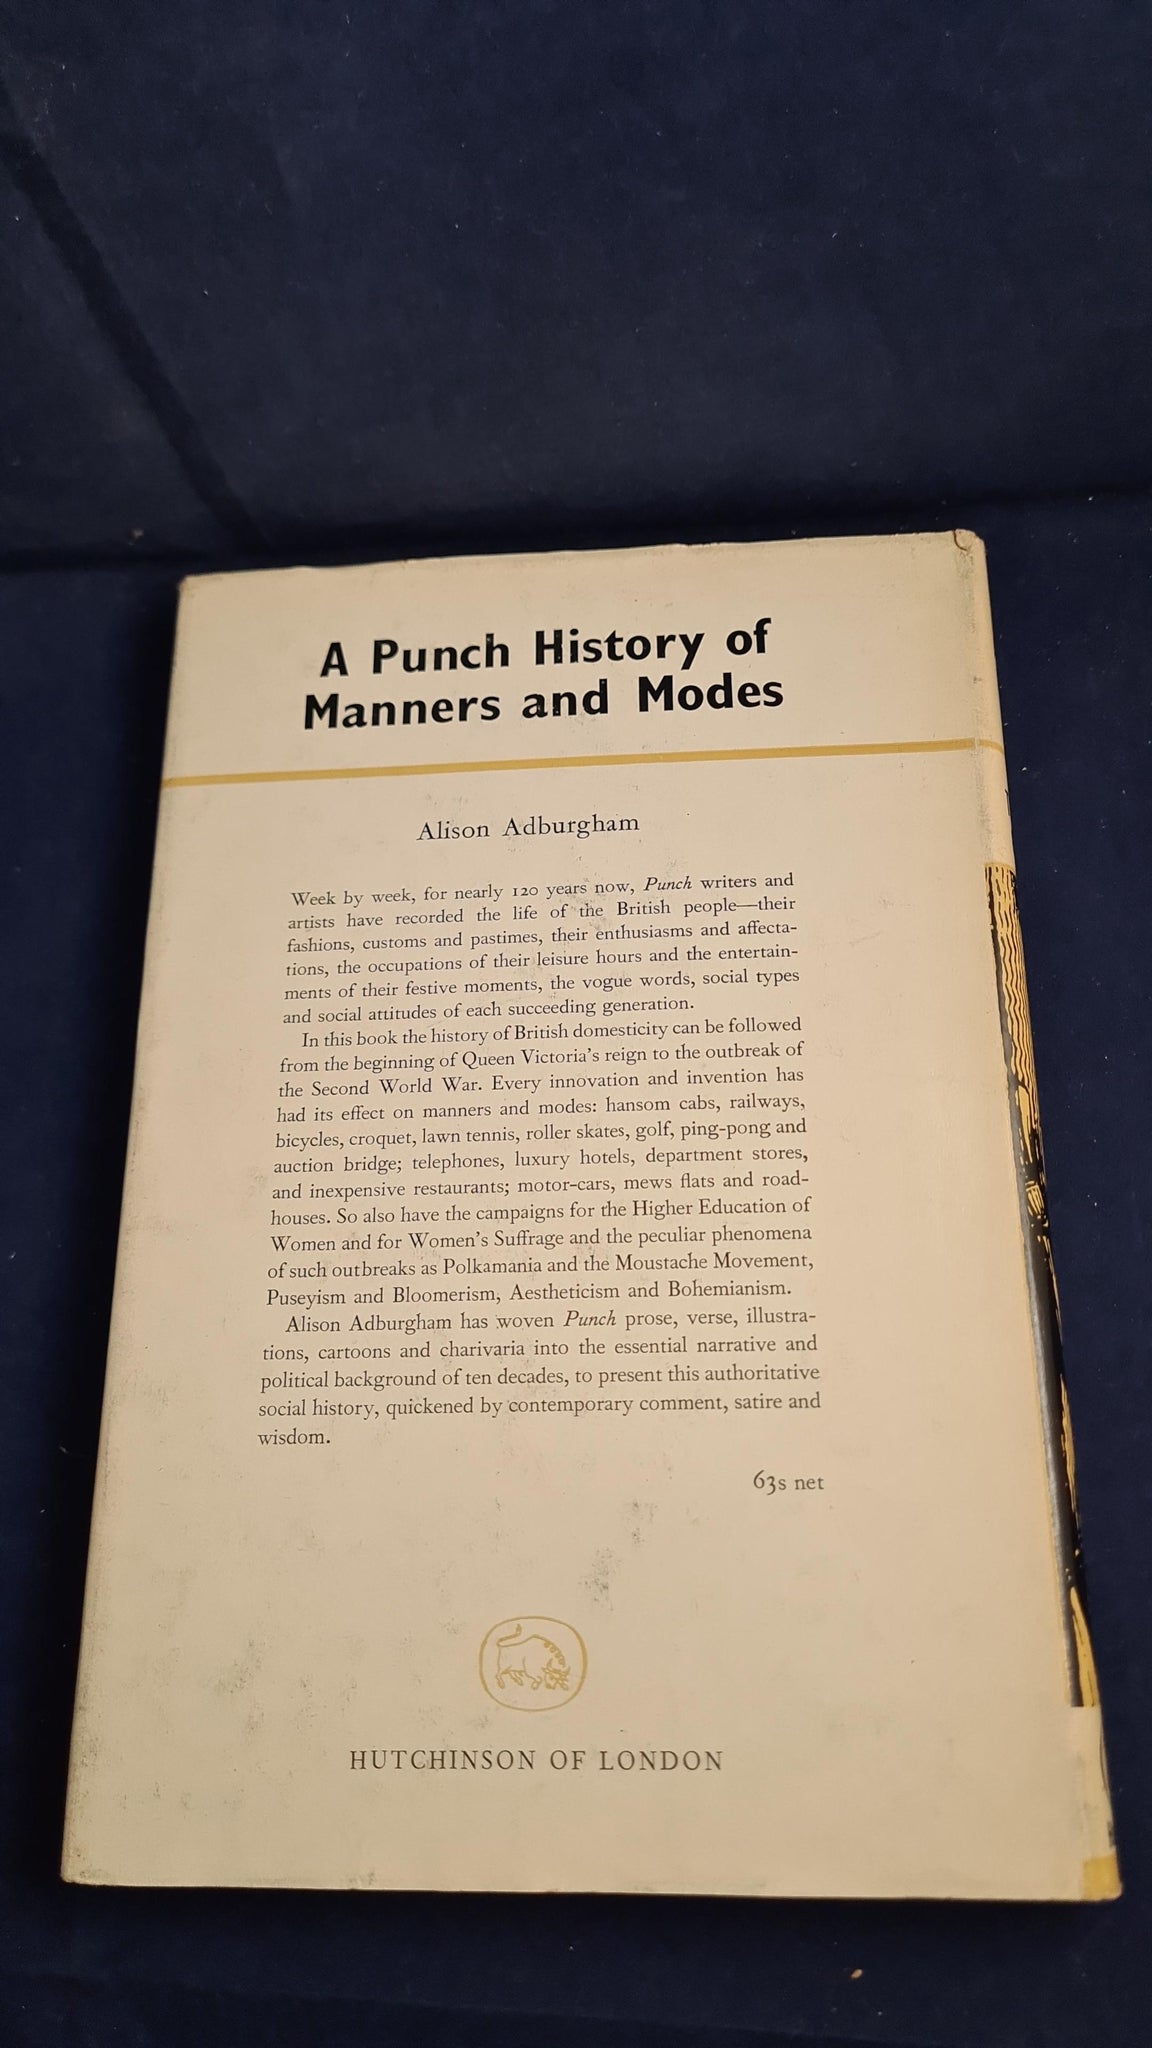 A Punch History of
Manners and Modes
Alison Adburgham
Week by week, for nearly 120 years now, Punch writers and
artists have recorded the life of the British people—their
fashions, customs and pastimes, their enthusiasms and affecta-
tions, the occupations of their leisure hours and the entertain-
ments of their festive moments, the vogue words, social types
and social attitudes of each succeeding generation.
In this book the history of British domesticity can be followed
from the beginning of Queen Victoria's reign to the outbreak of
the Second World War. Every innovation and invention has
had its effect on manners and modes: hansom cabs, railways,
bicycles, croquet, lawn tennis, roller skates, golf, ping-pong and
auction bridge; telephones, luxury hotels, department stores,
and inexpensive restaurants; motor-cars, mews flats and road-
houses. So also have the campaigns for the Higher Education of
Women and for Women's Suffrage and the peculiar phenomena
of such outbreaks as Polkamania and the Moustache Movement,
Puseyism and Bloomerism, Aestheticism and Bohemianism.
Alison Adburgham has woven Punch prose, verse, illustra-
tions, cartoons and charivaria into the essential narrative and
political background of ten decades, to present this authoritative
social history, quickened by contemporary comment, satire and
wisdom.
63s net
HUTCHINSON OF LONDON